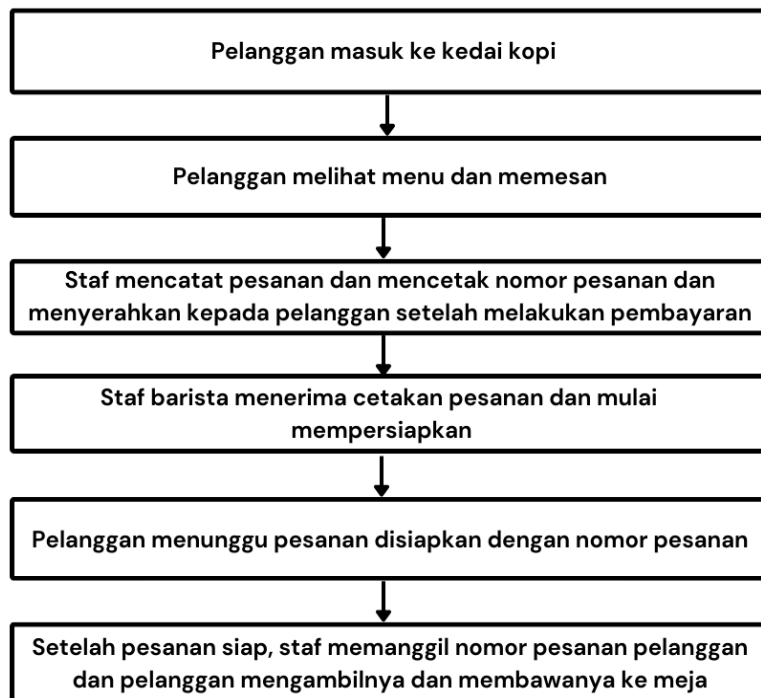 Pelanggan masuk ke kedai kopi
Pelanggan melihat menu dan memesan
Staf mencatat pesanan dan mencetak nomor pesanan dan
menyerahkan kepada pelanggan setelah melakukan pembayaran
Staf barista menerima cetakan pesanan dan mulai
mempersiapkan
Pelanggan menunggu pesanan disiapkan dengan nomor pesanan
Setelah pesanan siap, staf memanggil nomor pesanan pelanggan
dan pelanggan mengambilnya dan membawanya ke meja